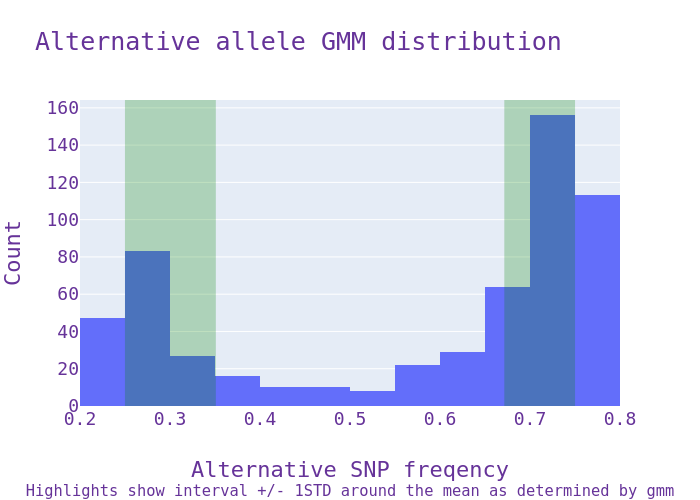 Alternative allele GMM distribution
160
140
120
100
80
60
40
20
0
Count
0.2 0.3 0.4 0.5 0.6 0.7 0.8
Alternative SNP freqency
Highlights show interval +/- 1STD around the mean as determined by gmm